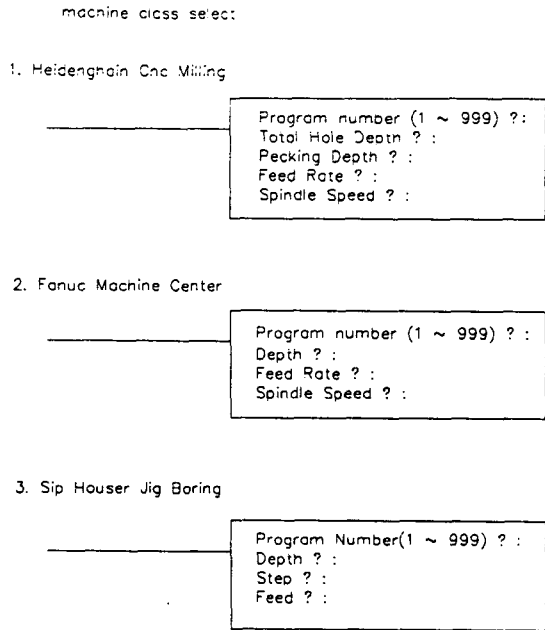 machine class select
1. Heidenghain Cnc Milling
Program number (1 ~ 999) ?:
Total Hole Depth ? :
Pecking Depth ? :
Feed Rate ? :
Spindle Speed ? :
2. Fanuc Machine Center
Program number (1 ~ 999) ? :
Depth ? :
Feed Rate ? :
Spindle Speed ? :
3. Sip Houser Jig Boring
Program Number(1 ~ 999) ? :
Depth ? :
Step ? :
Feed ? :